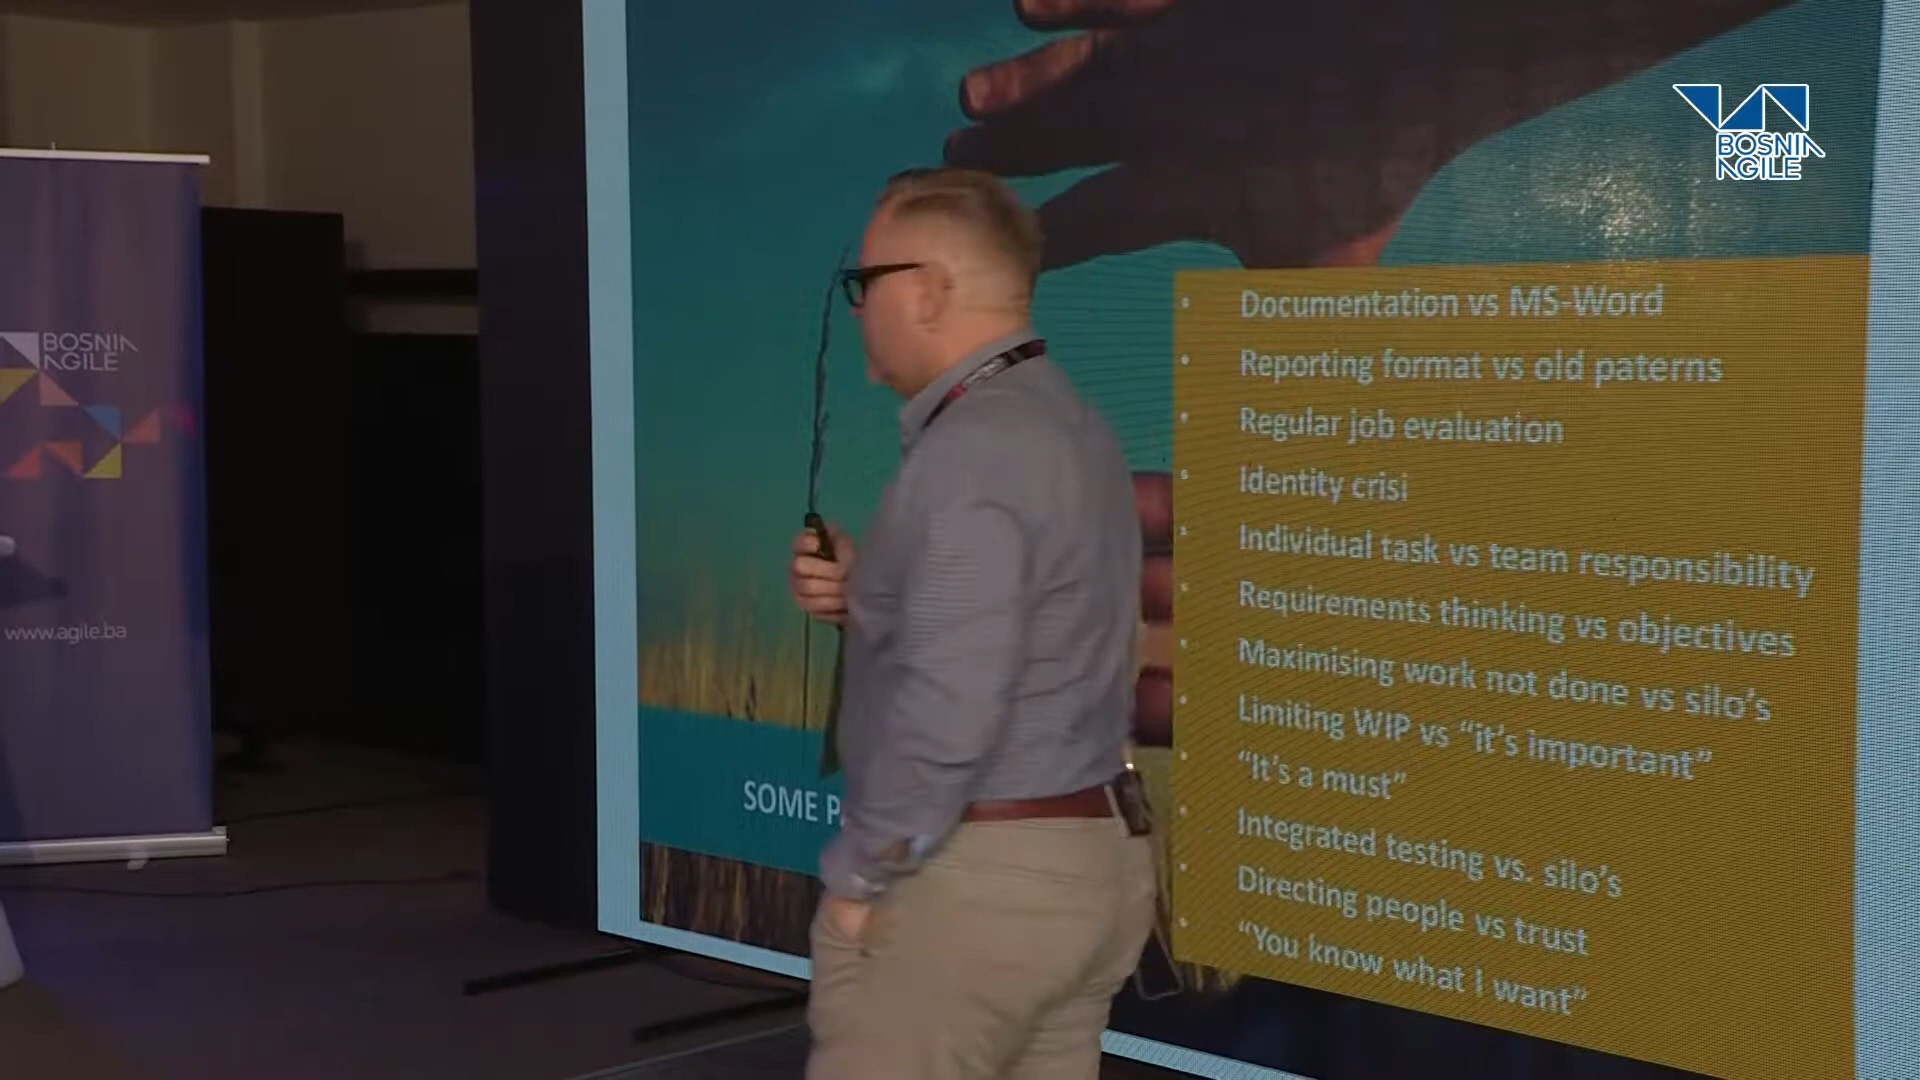 BOSNIA
AGILE
www.agile.ba
BOSNIA
AGILE
SOME
Documentation vs MS-Word
Reporting format vs old paterns
Regular job evaluation
Identity crisi
Individual task vs team responsibility
Requirements thinking vs objectives
Maximising work not done vs silo's
Limiting WIP vs “it's important”
“It's a must”
Integrated testing vs. silo's
Directing people vs trust
“You know what I want”